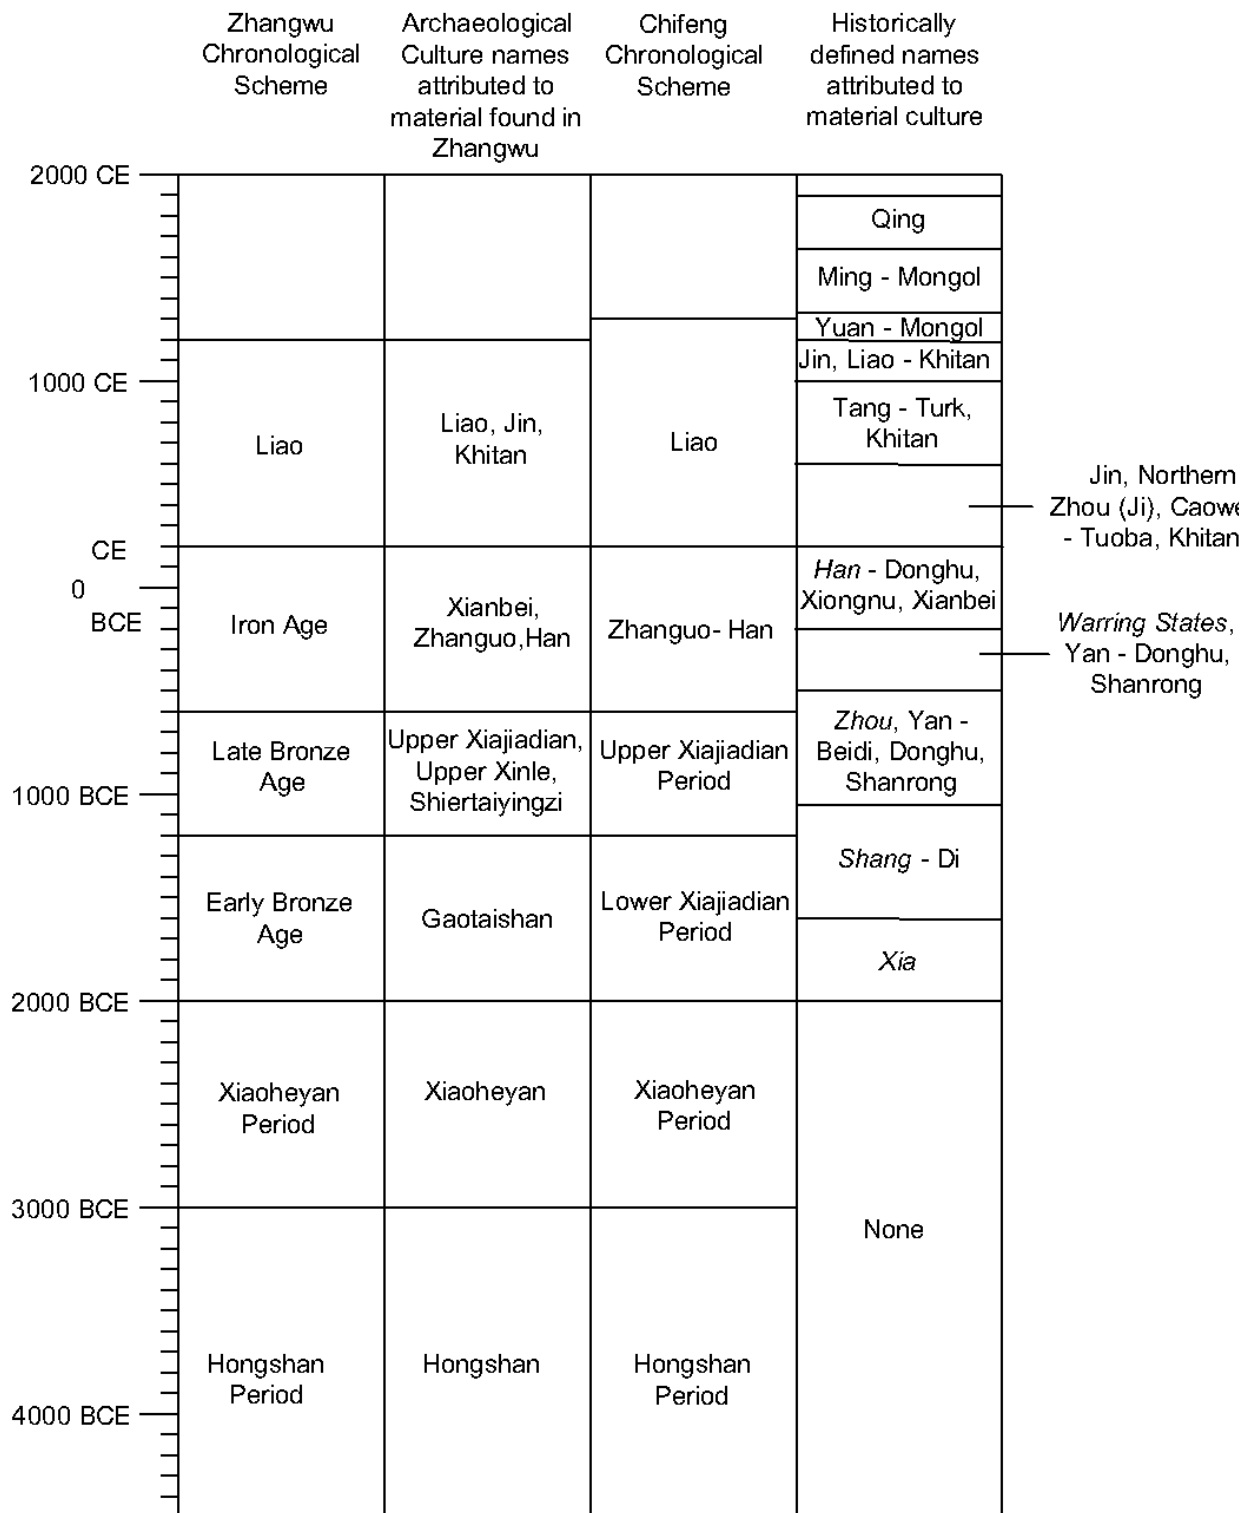 Zhangwu
Chronological
Scheme
Archaeological
Culture names
attributed to
material found in
Zhangwu
Chifeng
Chronological
Scheme
Historically
defined names
attributed to
material culture
2000 CE
1000 CE
CE
0
BCE
1000 BCE
2000 BCE
3000 BCE
4000 BCE
Liao
Iron Age
Late Bronze
Age
Early Bronze
Age
Xiaoheyan
Period
Hongshan
Period
Liao, Jin,
Khitan
Xianbei,
Zhanguo,Han
Upper Xiajiadian,
Upper Xinle,
Shiertaiyingzi
Gaotaishan
Xiaoheyan
Hongshan
Liao
Zhanguo- Han
Upper Xiajiadian
Period
Lower Xiajiadian
Period
Xiaoheyan
Period
Hongshan
Period
Qing
Ming - Mongol
Yuan - Mongol
Jin, Liao - Khitan
Tang - Turk,
Khitan
Jin, Northern
Zhou (Ji), Caowe
- Tuoba, Khitan
Han - Donghu,
Xiongnu, Xianbei
Warring States,
Yan - Donghu,
Shanrong
Zhou, Yan -
Beidi, Donghu,
Shanrong
Shang - Di
Xia
None